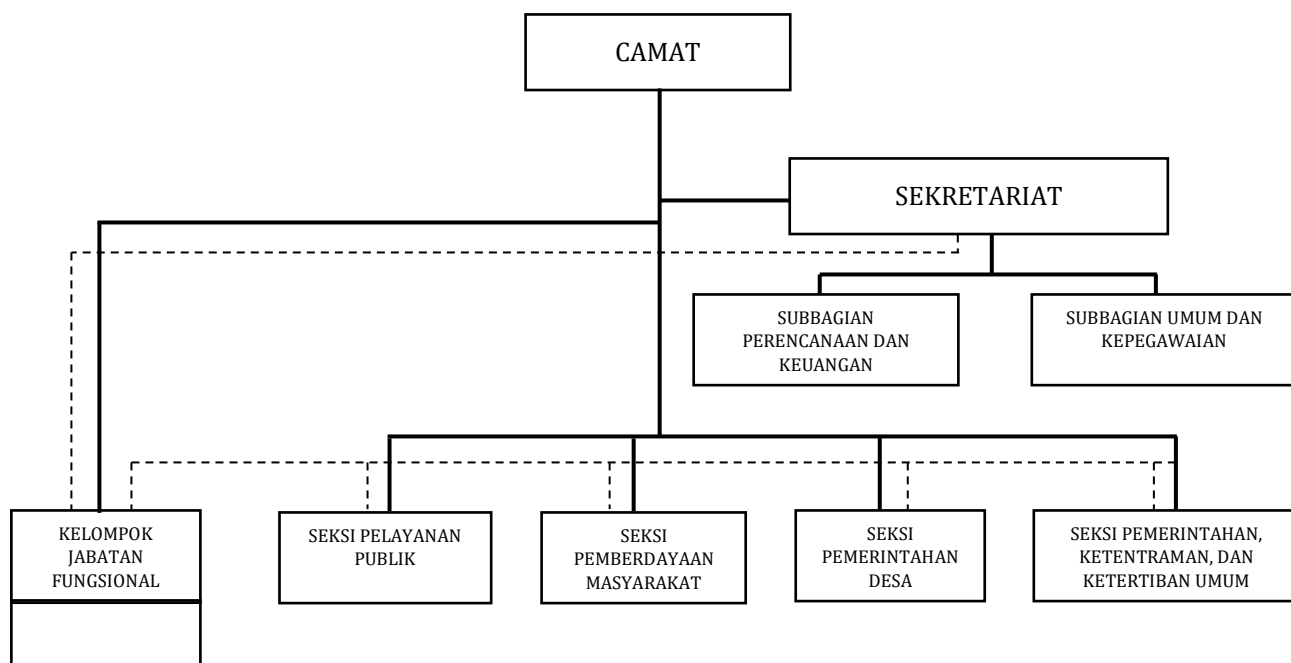 CAMAT
SEKRETARIAT
SUBBAGIAN
PERENCANAAN DAN
KEUANGAN
SUBBAGIAN UMUM DAN
KEPEGAWAIAN
KELOMPOK
JABATAN
FUNGSIONAL
SEKSI PELAYANAN
PUBLIK
SEKSI
PEMBERDAYAAN
MASYARAKAT
SEKSI
PEMERINTAHAN
DESA
SEKSI PEMERINTAHAN,
KETENTRAMAN, DAN
KETERTIBAN UMUM